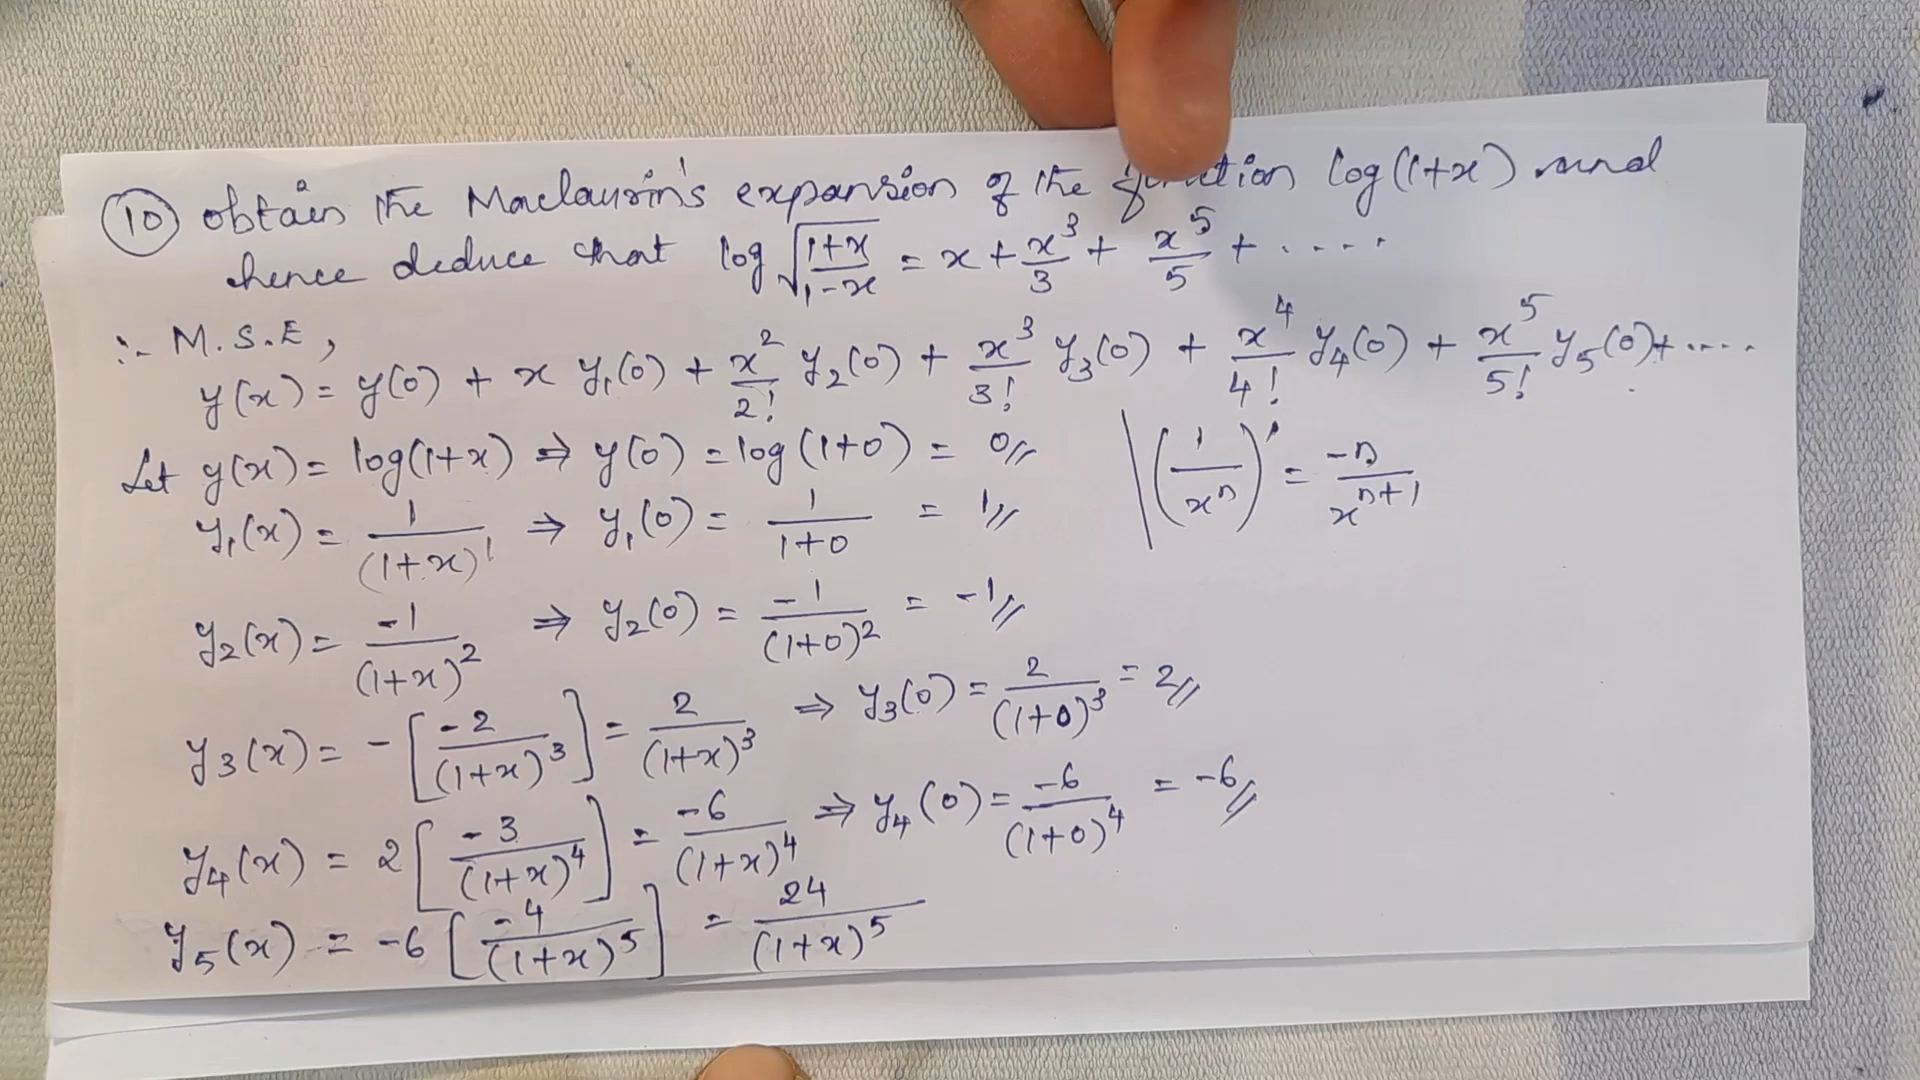 (10) obtain the Maclaurin's expansion of the function log(1+x) and
hence deduce that log √((1+x)/(1-x)) = x + x³/3 + x⁵/5 + .....
:- M.S.E,
y(x) = y(0) + x y₁(0) + x²/2! y₂(0) + x³/3! y₃(0) + x⁴/4! y₄(0) + x⁵/5! y₅(0) + ....
Let y(x) = log(1+x) ⇒ y(0) = log(1+0) = 0//
| (1/xⁿ)' = -n/xⁿ⁺¹
y₁(x) = 1/(1+x)¹ ⇒ y₁(0) = 1/(1+0) = 1//
y₂(x) = -1/(1+x)² ⇒ y₂(0) = -1/(1+0)² = -1//
y₃(x) = -[-2/(1+x)³] = 2/(1+x)³ ⇒ y₃(0) = 2/(1+0)³ = 2//
y₄(x) = 2[-3/(1+x)⁴] = -6/(1+x)⁴ ⇒ y₄(0) = -6/(1+0)⁴ = -6//
y₅(x) = -6[-4/(1+x)⁵] = 24/(1+x)⁵